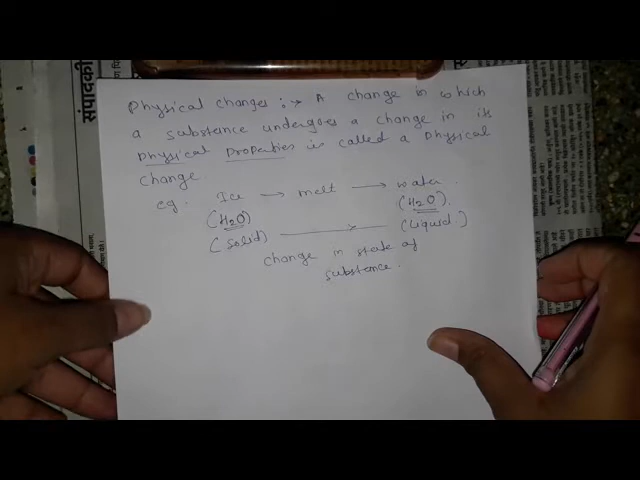 संपादकी
Physical changes :→ A change in which
a substance undergoes a change in its
Physical Properties is called a Physical
change.
eg. Ice → melt → water.
(H2O) (H2O).
(Solid) → (Liquid.)
change in state of
substance.